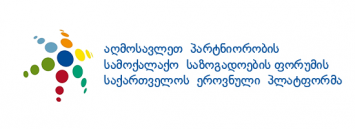 აღმოსავლეთ პარტნიორობის
სამოქალაქო საზოგადოების ფორუმის
საქართველოს ეროვნული პლატფორმა